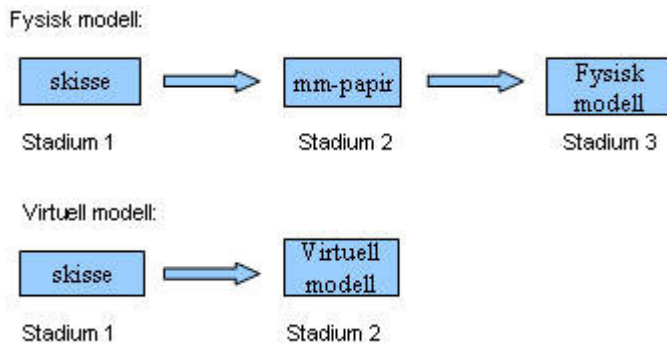 Fysisk modell:
skisse
mm-papir
Fysisk
modell
Stadium 1
Stadium 2
Stadium 3
Virtuell modell:
skisse
Virtuell
modell
Stadium 1
Stadium 2